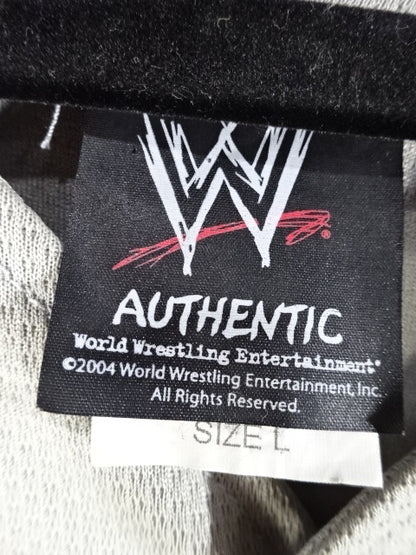 W
®
AUTHENTIC
World Wrestling Entertainment®
©2004 World Wrestling Entertainment, Inc.
All Rights Reserved.
SIZE L